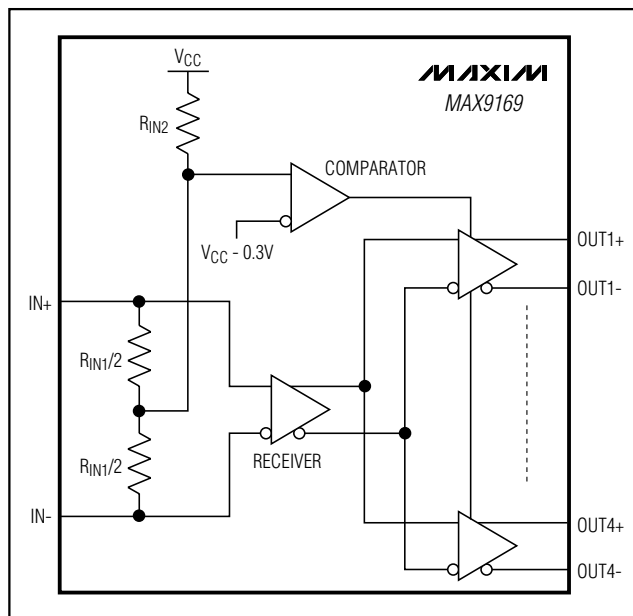 VCC
MAXIM
MAX9169
RIN2
COMPARATOR
VCC - 0.3V
OUT1+
OUT1-
IN+
RIN1/2
RIN1/2
RECEIVER
IN-
OUT4+
OUT4-